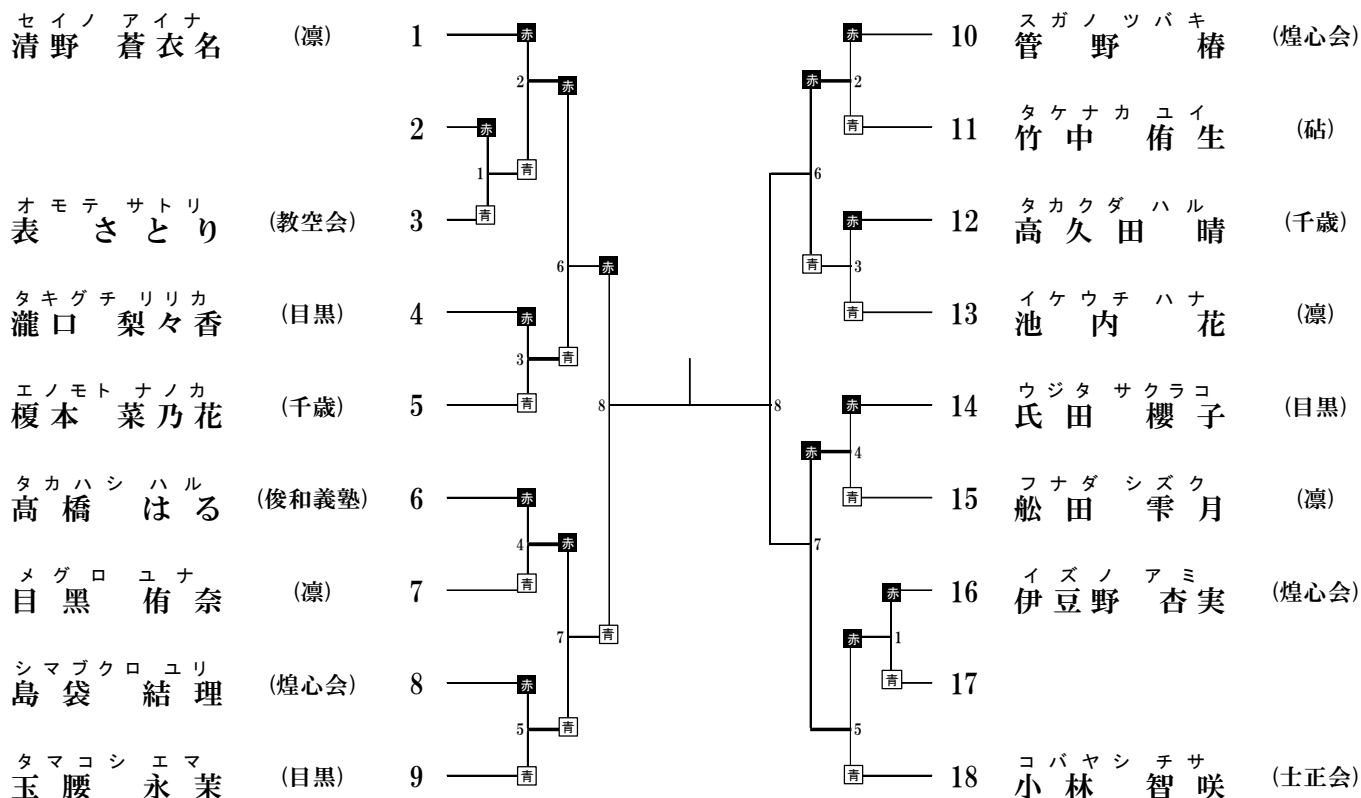 セイノ アイナ
清野 蒼衣名 (凛) 1
2
オモテ サトリ
表 さとり (教空会) 3
タキグチ リリカ
瀧口 梨々香 (目黒) 4
エノモト ナノカ
榎本 菜乃花 (千歳) 5
タカハシ ハル
髙橋 はる (俊和義塾) 6
メグロ ユナ
目黒 侑奈 (凛) 7
シマブクロ ユリ
島袋 結理 (煌心会) 8
タマコシ エマ
玉腰 永茉 (目黒) 9
赤
2
赤
赤
1
青
青
6
赤
赤
3
青
青
8
赤
4
赤
青
7
青
赤
5
青
青
赤
赤
2
青
6
赤
青
3
青
8
赤
赤
4
青
7
赤
赤
1
青
5
青
スガノ ツバキ
10 管野 椿 (煌心会)
タケナカ ユイ
11 竹中 侑生 (砧)
タカクダ ハル
12 高久田 晴 (千歳)
イケウチ ハナ
13 池内 花 (凛)
ウジタ サクラコ
14 氏田 櫻子 (目黒)
フナダ シズク
15 舩田 雫月 (凛)
イズノ アミ
16 伊豆野 杏実 (煌心会)
17
コバヤシ チサ
18 小林 智咲 (士正会)